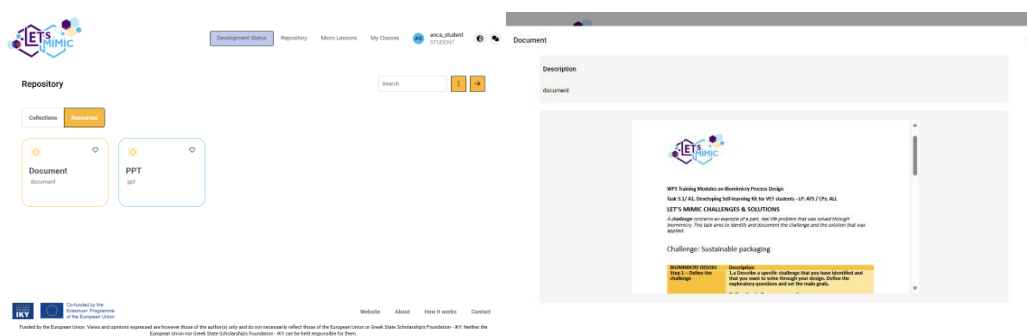 LET'S
MIMIC
Development Status Repository Micro Lessons My Classes AS anca_student
STUDENT
Repository
Search
Collections Resources
Document
document
PPT
ppt
IKY
Co-funded by the
Erasmus+ Programme
of the European Union
Website About How it works Contact
Funded by the European Union. Views and opinions expressed are however those of the author(s) only and do not necessarily reflect those of the European Union or Greek State Scholarship's Foundation - IKY. Neither the
European Union nor Greek State Scholarship's Foundation - IKY can be held responsible for them.
Document
Description
document
LET'S
MIMIC
WP3 Training Modules on Biomimicry Process Design
Task 3.1/ A1. Developing Self-learning Kit for VET students - LP: ATS / CPs: ALL
LET'S MIMIC CHALLENGES & SOLUTIONS
A challenge concerns an example of a past, real life problem that was solved through
biomimicry. This task aims to identify and document the challenge and the solution that was
applied.
Challenge: Sustainable packaging
BIOMIMICRY DESIGN Description
Step 1 – Define the 1.a Describe a specific challenge that you have identified and
challenge that you want to solve through your design. Define the
exploratory questions and set the main goals.